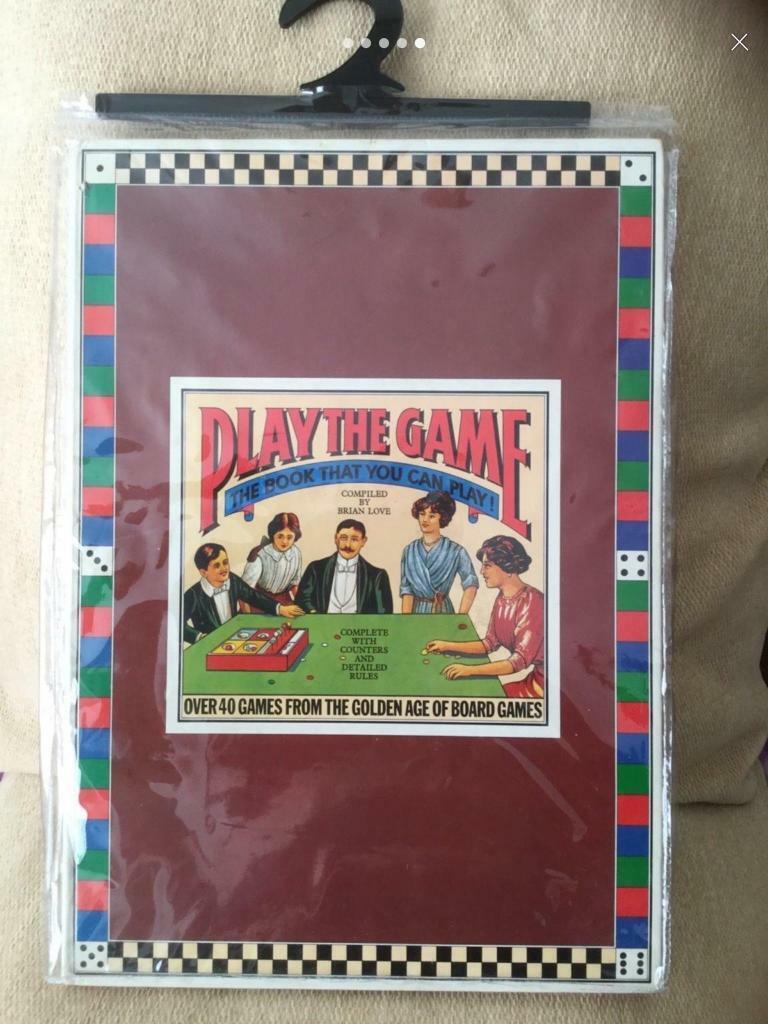 PLAY THE GAME
THE BOOK THAT YOU CAN PLAY!
COMPILED
BY
BRIAN LOVE
COMPLETE
WITH
COUNTERS
AND
DETAILED
RULES
OVER 40 GAMES FROM THE GOLDEN AGE OF BOARD GAMES